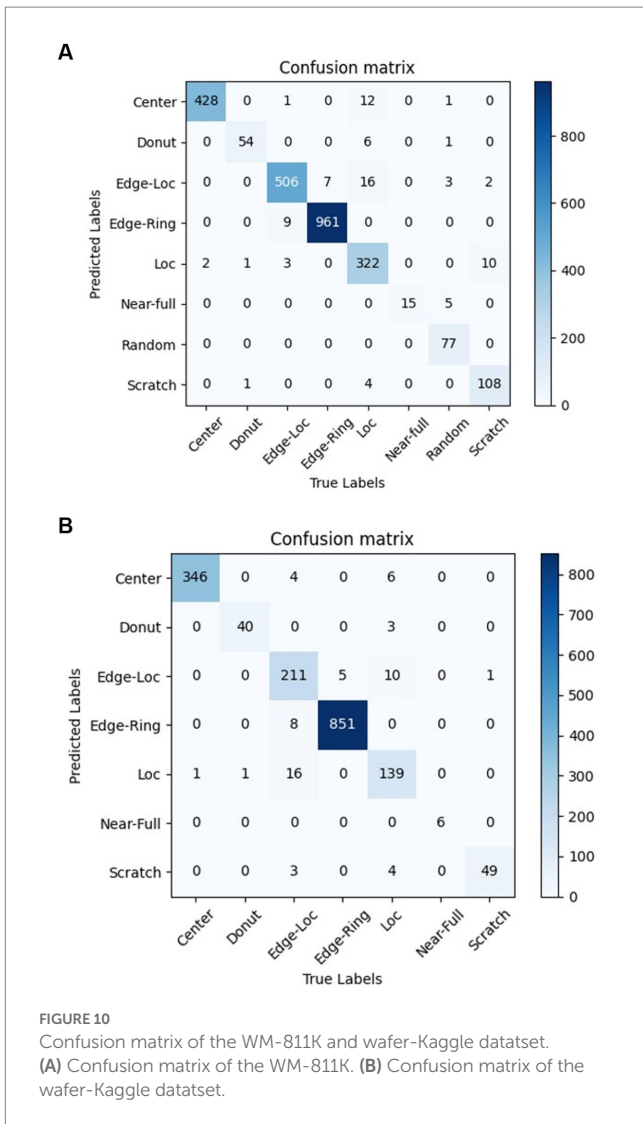 A
Confusion matrix
Center 428 0 1 0 12 0 1 0
Donut 0 54 0 0 6 0 1 0
Edge-Loc 0 0 506 7 16 0 3 2
Edge-Ring 0 0 9 961 0 0 0 0
Loc 2 1 3 0 322 0 0 10
Near-full 0 0 0 0 0 15 5 0
Random 0 0 0 0 0 0 77 0
Scratch 0 1 0 0 4 0 0 108
Predicted Labels
Center Donut Edge-Loc Edge-Ring Loc Near-full Random Scratch
True Labels
800
600
400
200
0
B
Confusion matrix
Center 346 0 4 0 6 0 0
Donut 0 40 0 0 3 0 0
Edge-Loc 0 0 211 5 10 0 1
Edge-Ring 0 0 8 851 0 0 0
Loc 1 1 16 0 139 0 0
Near-Full 0 0 0 0 0 6 0
Scratch 0 0 3 0 4 0 49
Predicted Labels
Center Donut Edge-Loc Edge-Ring Loc Near-Full Scratch
True Labels
800
700
600
500
400
300
200
100
0
FIGURE 10
Confusion matrix of the WM-811K and wafer-Kaggle datatset.
(A) Confusion matrix of the WM-811K. (B) Confusion matrix of the
wafer-Kaggle datatset.